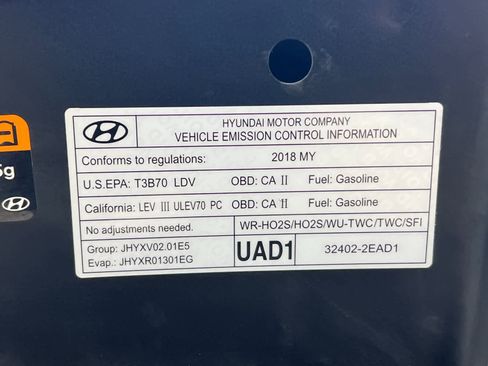 HYUNDAI MOTOR COMPANY
VEHICLE EMISSION CONTROL INFORMATION
Conforms to regulations: 2018 MY
U.S.EPA: T3B70 LDV OBD: CA II Fuel: Gasoline
California: LEV III ULEV70 PC OBD: CA II Fuel: Gasoline
No adjustments needed. WR-HO2S/HO2S/WU-TWC/TWC/SFI
Group: JHYXV02.01E5
Evap.: JHYXR01301EG
UAD1 32402-2EAD1
5g